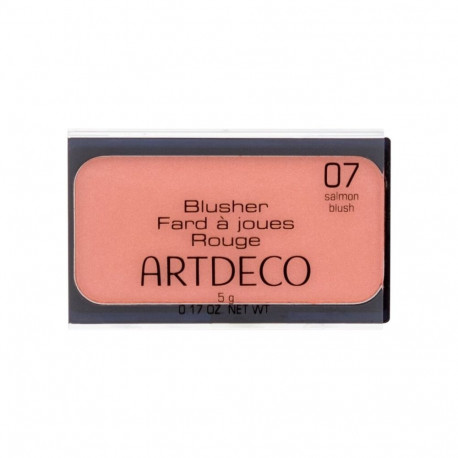 07
salmon
blush
Blusher
Fard à joues
Rouge
ARTDECO
5 g
0.17 OZ. NET WT